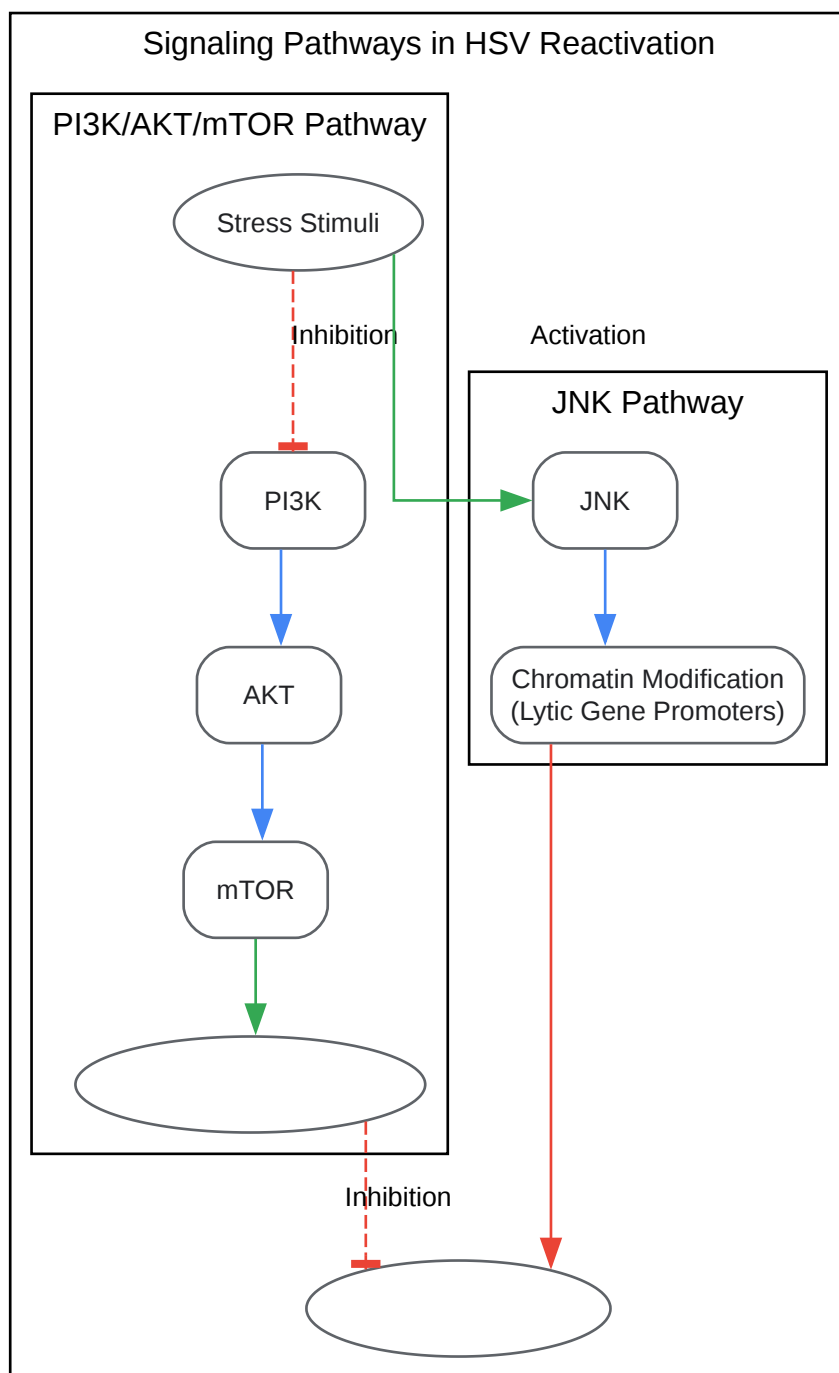 Signaling Pathways in HSV Reactivation
PI3K/AKT/mTOR Pathway
Stress Stimuli
Inhibition
Activation
JNK Pathway
PI3K
JNK
AKT
Chromatin Modification
(Lytic Gene Promoters)
mTOR
Inhibition